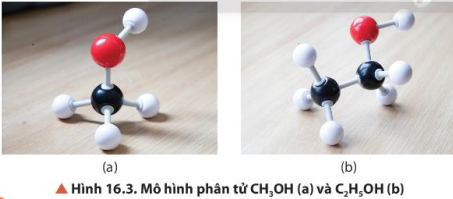 (a)
(b)
▲ Hình 16.3. Mô hình phân tử CH₃OH (a) và C₂H₅OH (b)